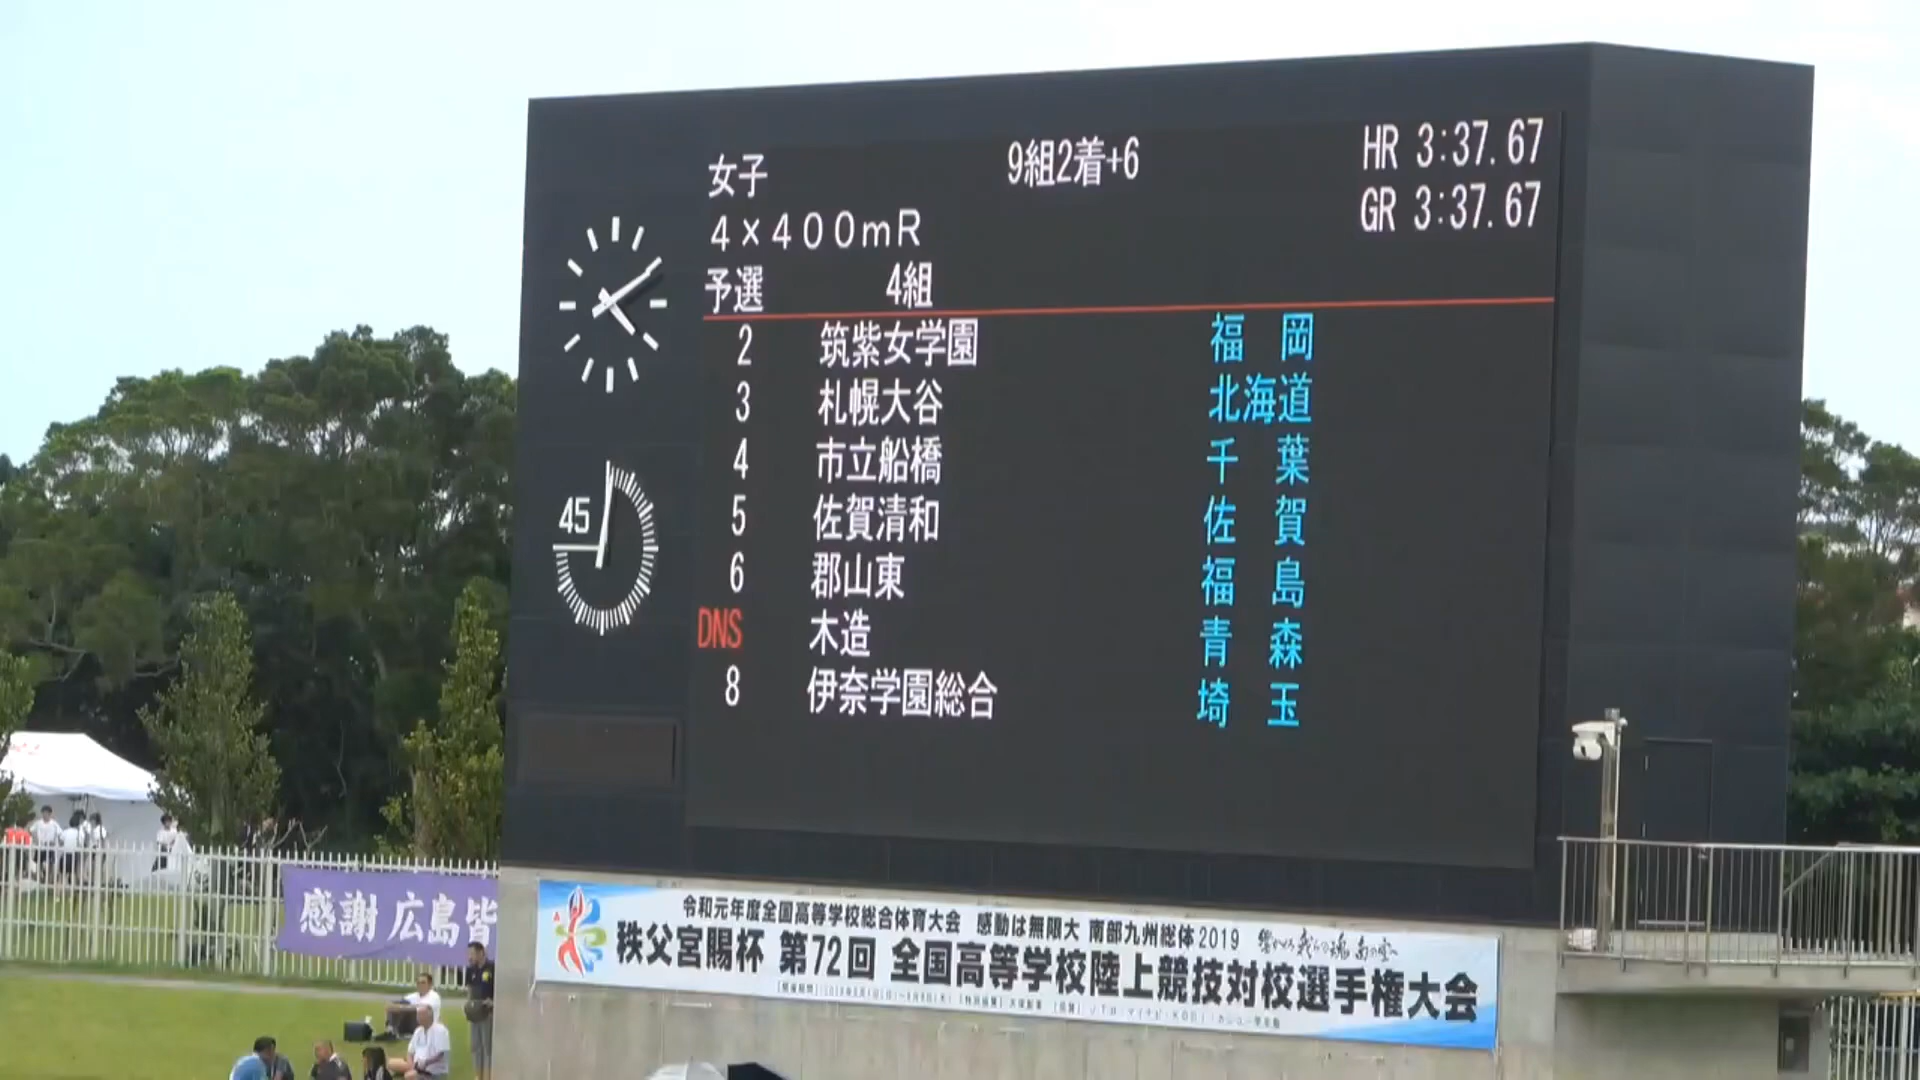 女子 9組2着+6 HR 3:37.67
GR 3:37.67
4×400mR
予選 4組
2 筑紫女学園 福岡
3 札幌大谷 北海道
4 市立船橋 千葉
5 佐賀清和 佐賀
6 郡山東 福島
DNS 木造 青森
8 伊奈学園総合 埼玉
45
感謝 広島皆
令和元年度全国高等学校総合体育大会 感動は無限大 南部九州総体2019
秩父宮賜杯 第72回 全国高等学校陸上競技対校選手権大会